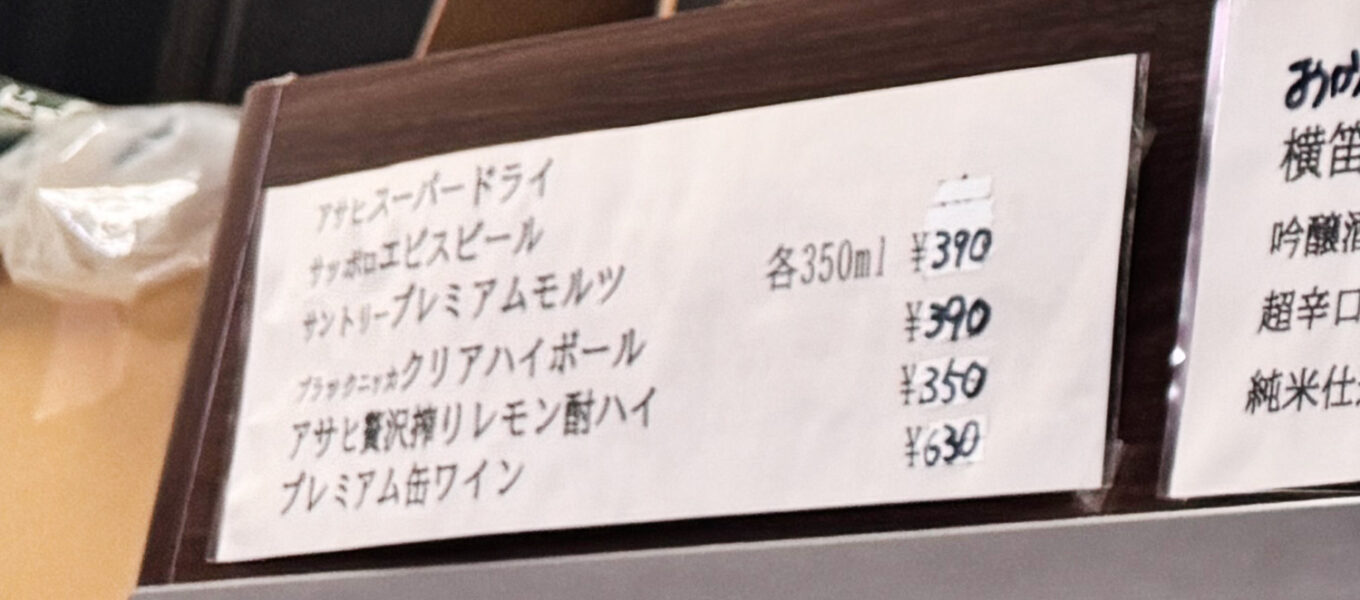 アサヒスーパードライ
サッポロエビスビール
サントリープレミアムモルツ 各350ml ¥390
ブラックニッカクリアハイボール ¥390
アサヒ贅沢搾りレモン酎ハイ ¥350
プレミアム缶ワイン ¥630
横笛
吟醸酒
超辛口
純米仕